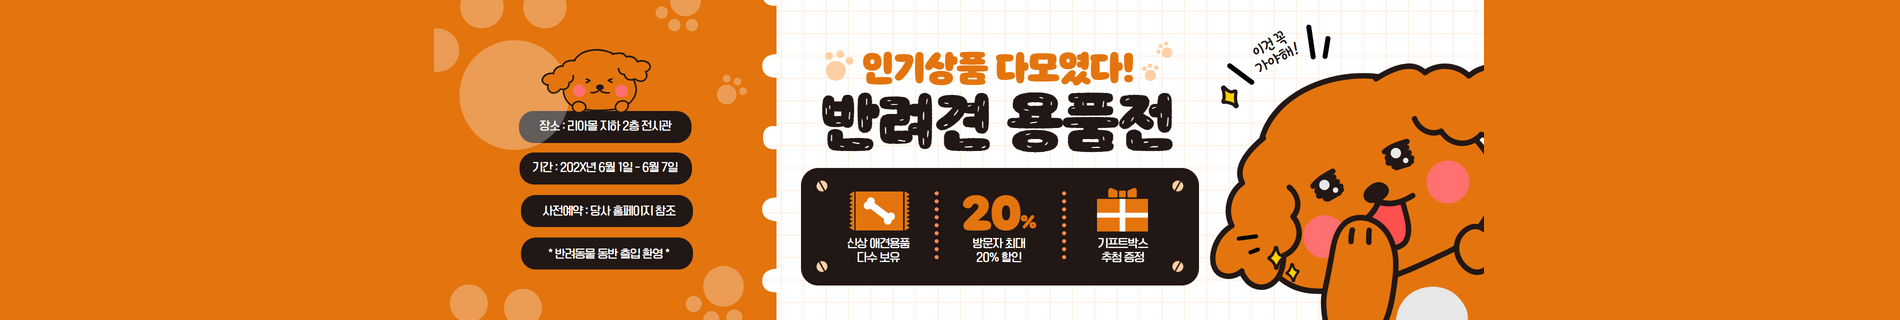 장소 : 리아몰 지하 2층 전시관
기간 : 202X년 6월 1일 - 6월 7일
사전예약 : 당사 홈페이지 참조
* 반려동물 동반 출입 환영 *
인기상품 다모였다!
반려견 용품전
신상 애견용품
다수 보유
20%
방문자 최대
20% 할인
기프트박스
추첨 증정
이건 꼭
가야해!